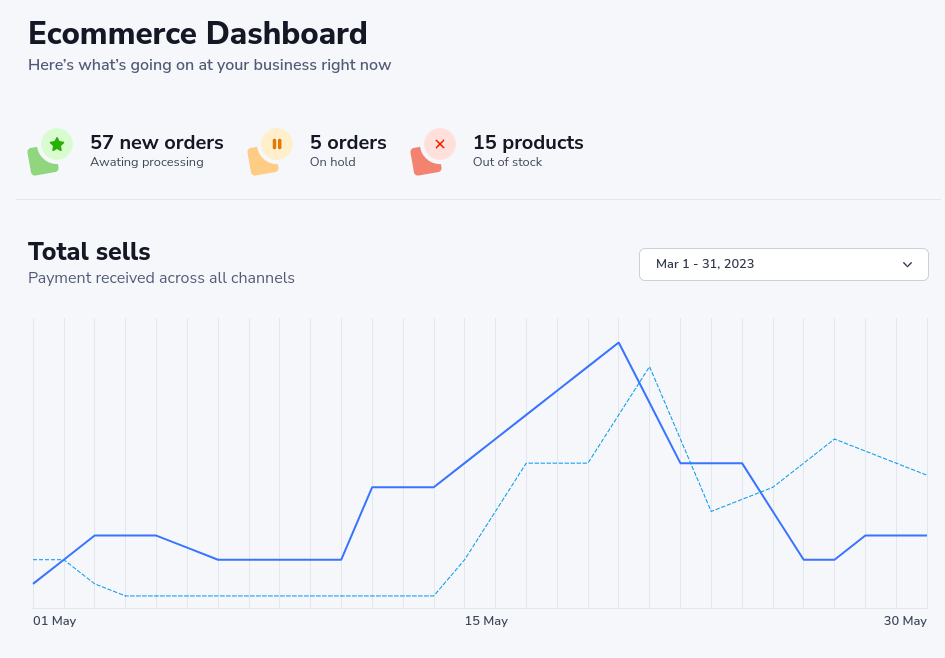 Ecommerce Dashboard
Here’s what’s going on at your business right now
57 new orders
Awating processing
5 orders
On hold
15 products
Out of stock
Total sells
Payment received across all channels
Mar 1 - 31, 2023
01 May
15 May
30 May